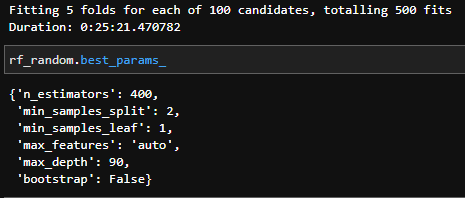 Fitting 5 folds for each of 100 candidates, totalling 500 fits
Duration: 0:25:21.470782
rf_random.best_params_
{'n_estimators': 400,
 'min_samples_split': 2,
 'min_samples_leaf': 1,
 'max_features': 'auto',
 'max_depth': 90,
 'bootstrap': False}